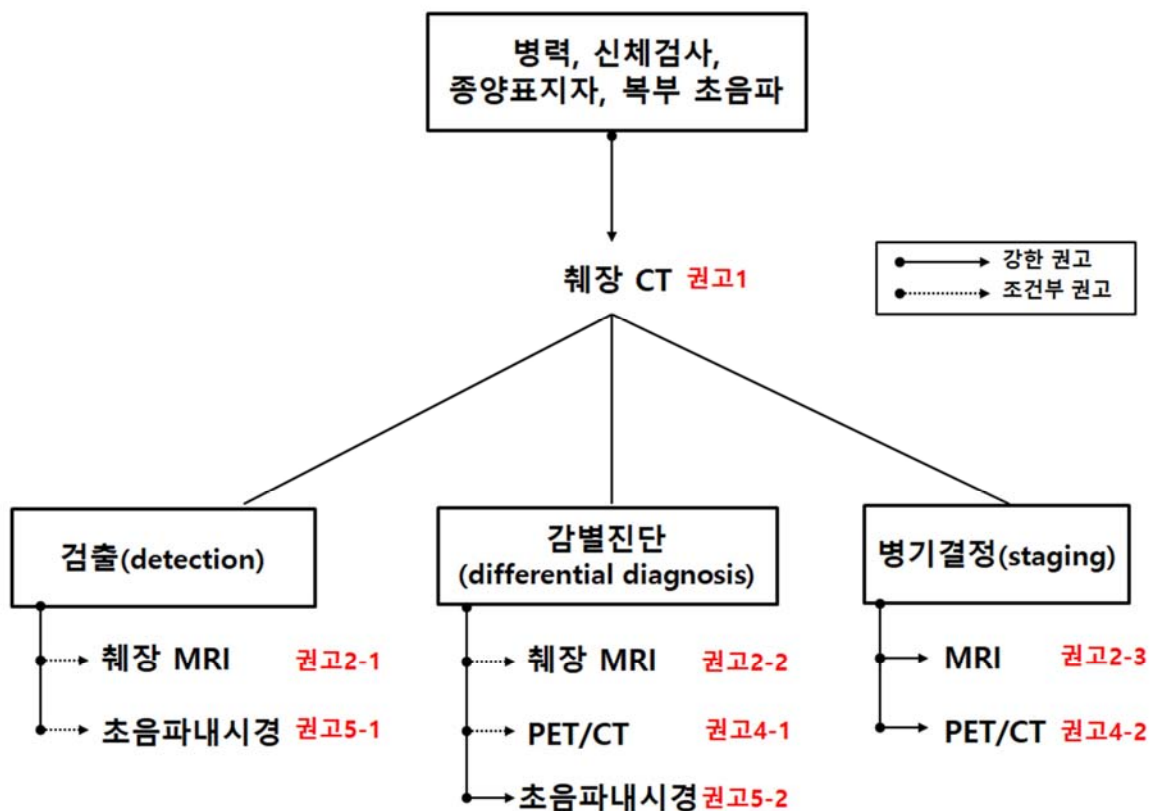 병력, 신체검사,
종양표지자, 복부 초음파
췌장 CT 권고1
강한 권고
조건부 권고
검출(detection)
감별진단
(differential diagnosis)
병기결정(staging)
췌장 MRI 권고2-1
초음파내시경 권고5-1
췌장 MRI 권고2-2
PET/CT 권고4-1
초음파내시경 권고5-2
MRI 권고2-3
PET/CT 권고4-2